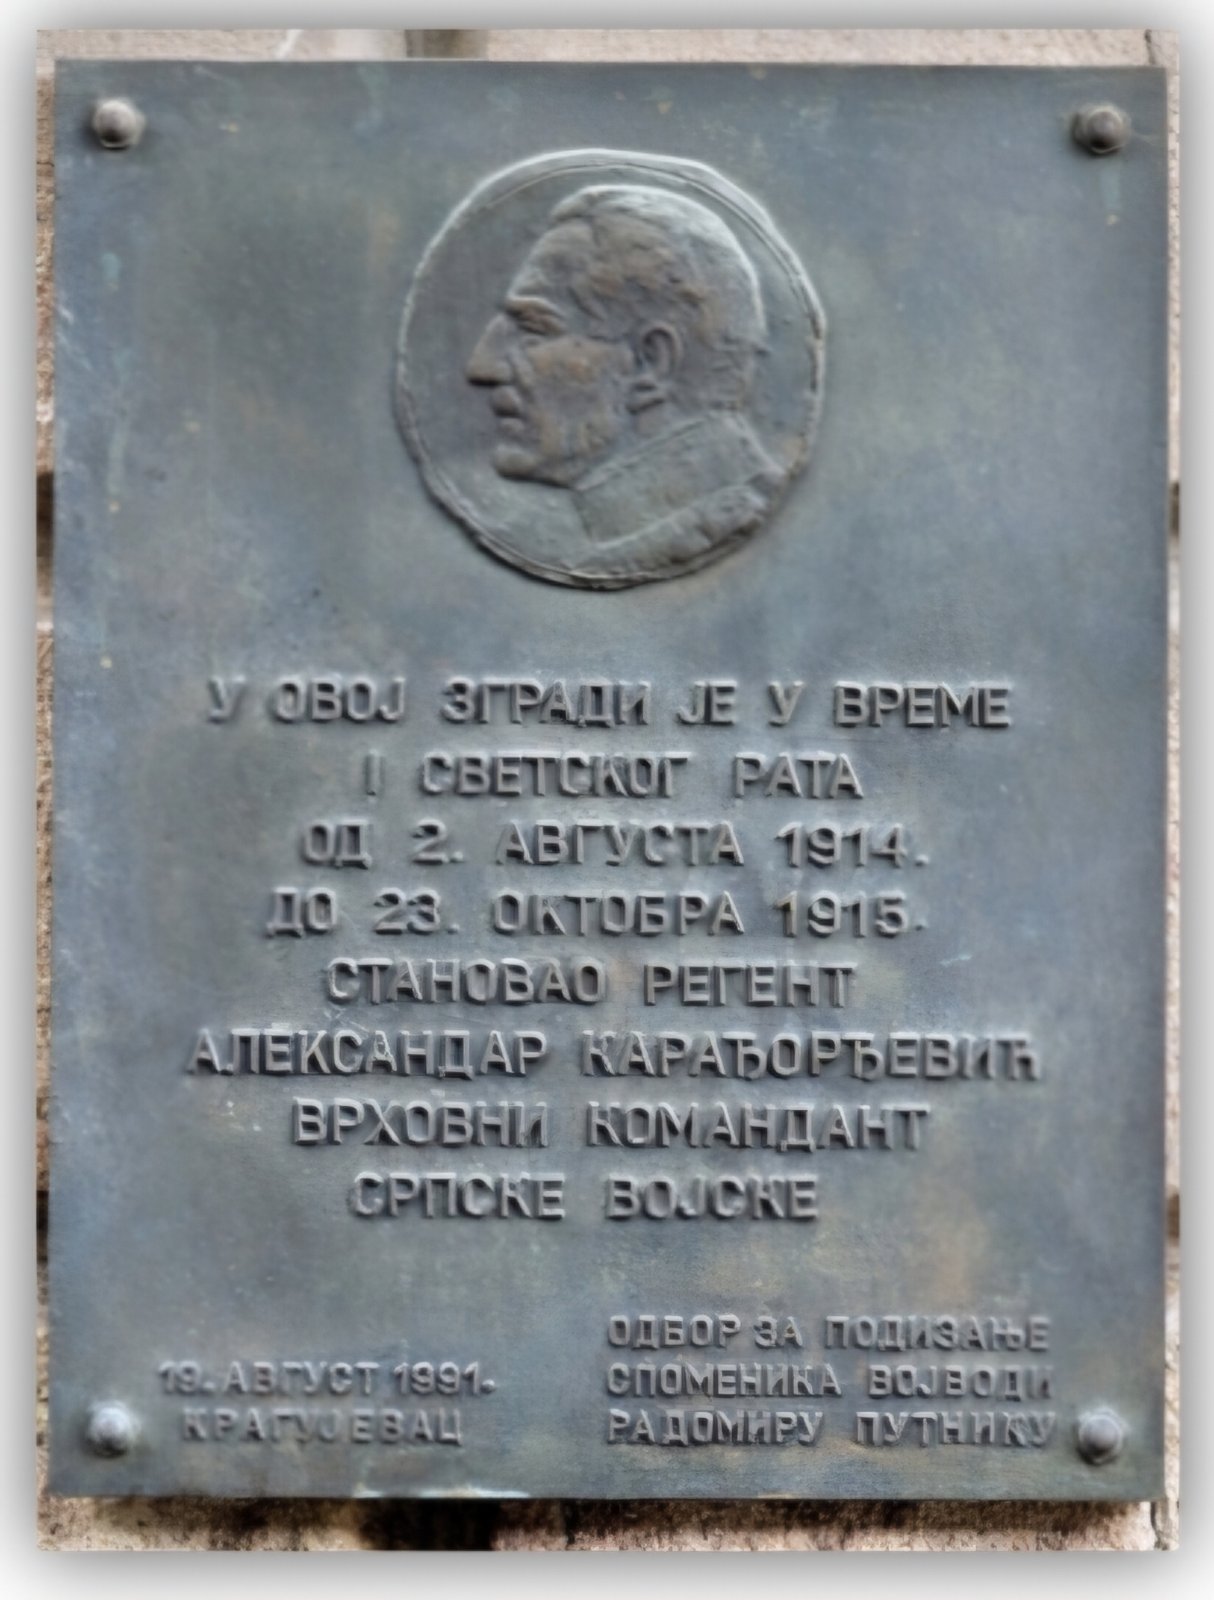 У ОВОЈ ЗГРАДИ ЈЕ У ВРЕМЕ
I СВЕТСКОГ РАТА
ОД 2. АВГУСТА 1914.
ДО 23. ОКТОБРА 1915.
СТАНОВАО РЕГЕНТ
АЛЕКСАНДАР КАРАЂОРЂЕВИЋ
ВРХОВНИ КОМАНДАНТ
СРПСКЕ ВОЈСКЕ
19. АВГУСТ 1991.
КРАГУЈЕВАЦ
ОДБОР ЗА ПОДИЗАЊЕ
СПОМЕНИКА ВОЈВОДИ
РАДОМИРУ ПУТНИКУ